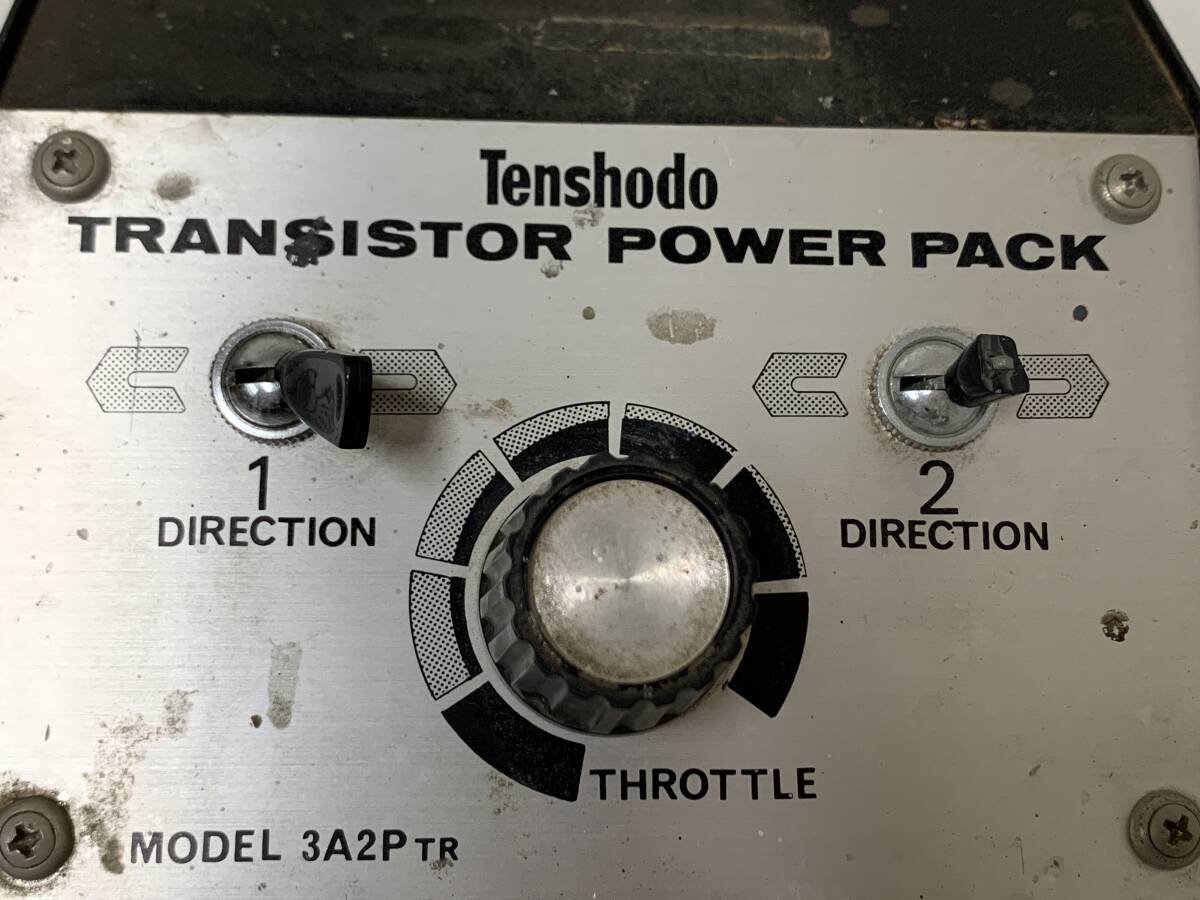 Tenshodo
TRANSISTOR POWER PACK
1
DIRECTION
2
DIRECTION
THROTTLE
MODEL 3A2P TR